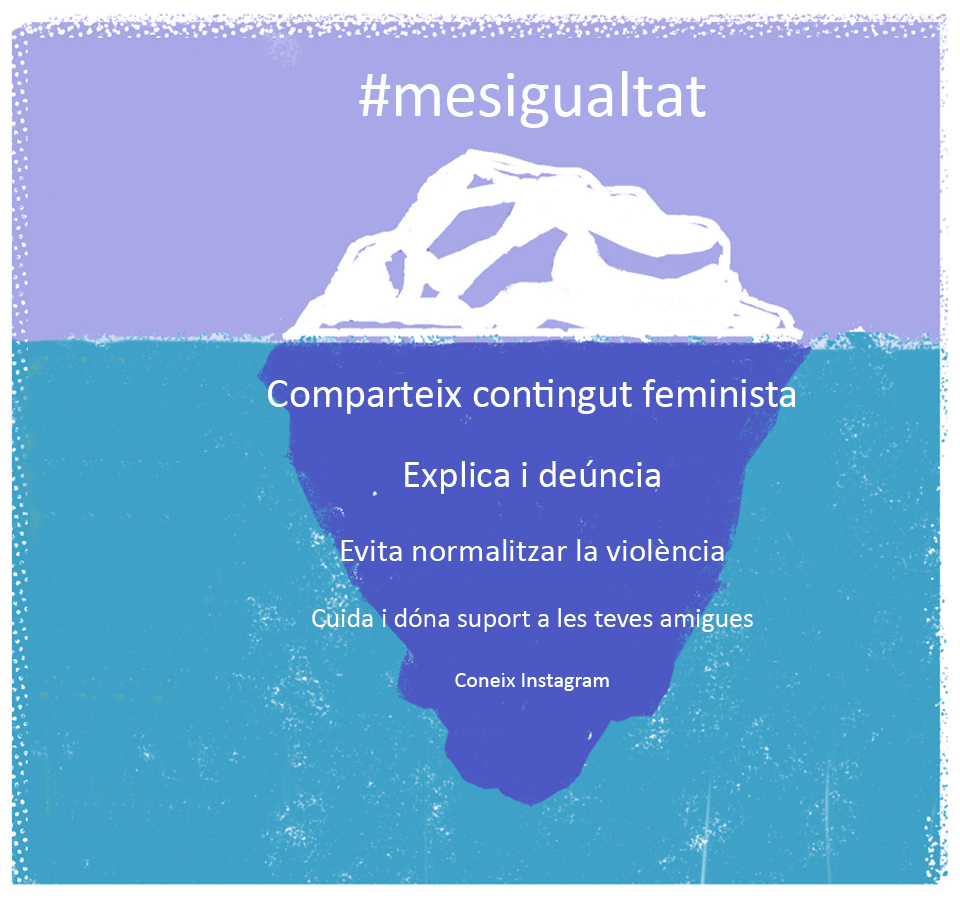 #mesigualtat
Comparteix contingut feminista
Explica i deúncia
Evita normalitzar la violència
Cuida i dóna suport a les teves amigues
Coneix Instagram